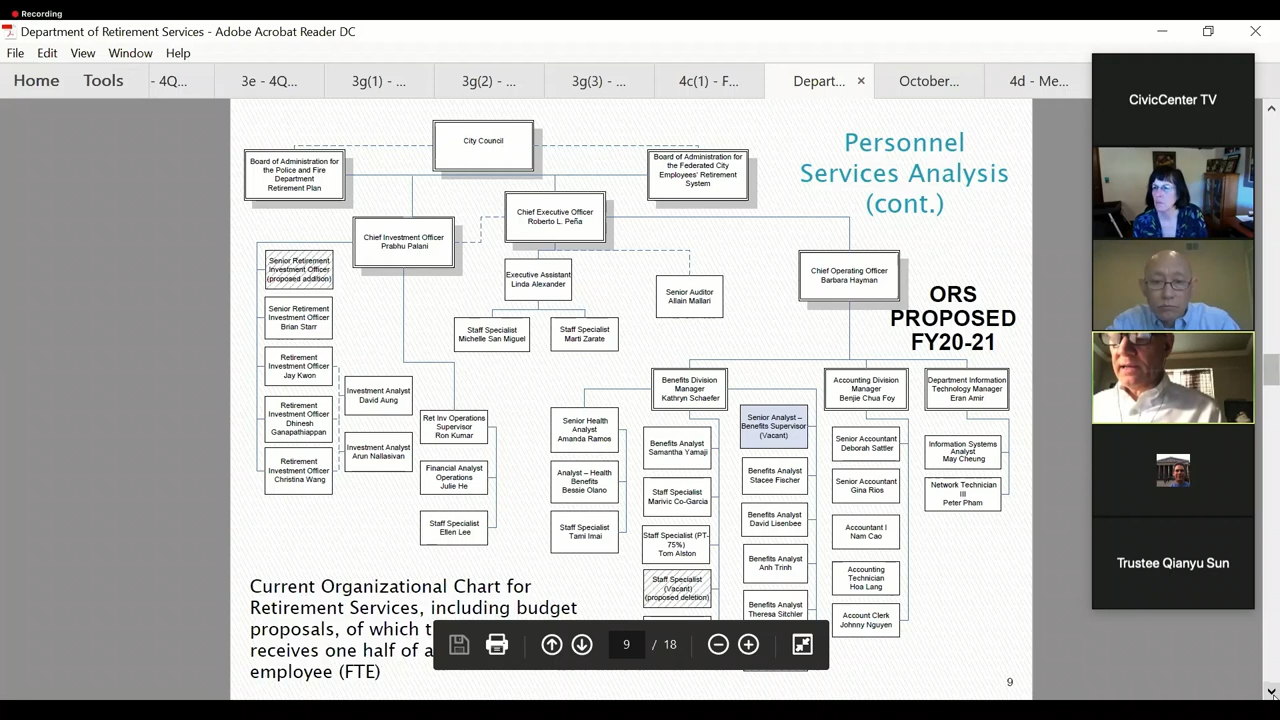 Recording
Department of Retirement Services - Adobe Acrobat Reader DC
File Edit View Window Help
Home Tools - 4Q... 3e - 4Q... 3g(1) - ... 3g(2) - ... 3g(3) - ... 4c(1) - F... Depart... October... 4d - Me...
Personnel
Services Analysis
(cont.)
City Council
Board of Administration for
the Police and Fire
Department
Retirement Plan
Board of Administration for
the Federated City
Employees' Retirement
System
Chief Executive Officer
Roberto L. Peña
Chief Investment Officer
Prabhu Palani
Chief Operating Officer
Barbara Hayman
Executive Assistant
Linda Alexander
Senior Auditor
Allain Mallari
Staff Specialist
Michelle San Miguel
Staff Specialist
Marti Zarate
ORS
PROPOSED
FY20-21
Senior Retirement
Investment Officer
(proposed addition)
Senior Retirement
Investment Officer
Brian Starr
Retirement
Investment Officer
Jay Kwon
Retirement
Investment Officer
Dhinesh
Ganapathiappan
Retirement
Investment Officer
Christina Wang
Investment Analyst
David Aung
Investment Analyst
Arun Nallasivan
Ret Inv Operations
Supervisor
Ron Kumar
Financial Analyst
Operations
Julie He
Staff Specialist
Ellen Lee
Benefits Division
Manager
Kathryn Schaefer
Accounting Division
Manager
Benjie Chua Foy
Department Information
Technology Manager
Eran Amir
Senior Health
Analyst
Amanda Ramos
Analyst – Health
Benefits
Bessie Olano
Staff Specialist
Tami Imai
Benefits Analyst
Samantha Yamaji
Staff Specialist
Marivic Co-Garcia
Staff Specialist (PT-
75%)
Tom Alston
Staff Specialist
(Vacant)
(proposed deletion)
Senior Analyst –
Benefits Supervisor
(Vacant)
Benefits Analyst
Stacee Fischer
Benefits Analyst
David Lisenbee
Benefits Analyst
Anh Trinh
Benefits Analyst
Theresa Sitchler
Senior Accountant
Deborah Sattler
Senior Accountant
Gina Rios
Accountant I
Nam Cao
Accounting
Technician
Hoa Lang
Account Clerk
Johnny Nguyen
Information Systems
Analyst
May Cheung
Network Technician
III
Peter Pham
Current Organizational Chart for
Retirement Services, including budget
proposals, of which
receives one half of a
employee (FTE)
9 / 18
9
CivicCenter TV
Trustee Qianyu Sun